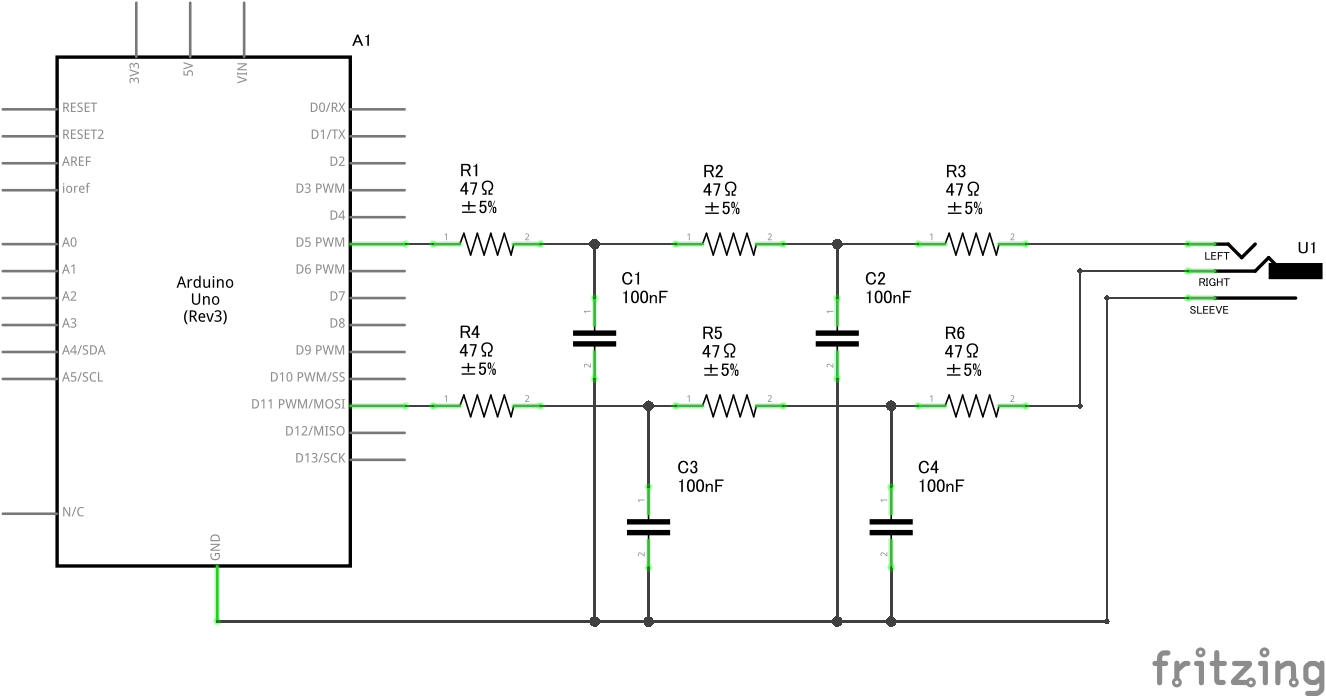 A1
3V3
5V
VIN
RESET
RESET2
AREF
ioref
A0
A1
A2
A3
A4/SDA
A5/SCL
N/C
Arduino
Uno
(Rev3)
D0/RX
D1/TX
D2
D3 PWM
D4
D5 PWM
D6 PWM
D7
D8
D9 PWM
D10 PWM/SS
D11 PWM/MOSI
D12/MISO
D13/SCK
GND
R1
47Ω
±5%
1
2
R2
47Ω
±5%
1
2
R3
47Ω
±5%
1
2
C1
100nF
1
2
C2
100nF
1
2
R4
47Ω
±5%
1
2
R5
47Ω
±5%
1
2
R6
47Ω
±5%
1
2
C3
100nF
1
2
C4
100nF
1
2
U1
LEFT
RIGHT
SLEEVE
fritzing